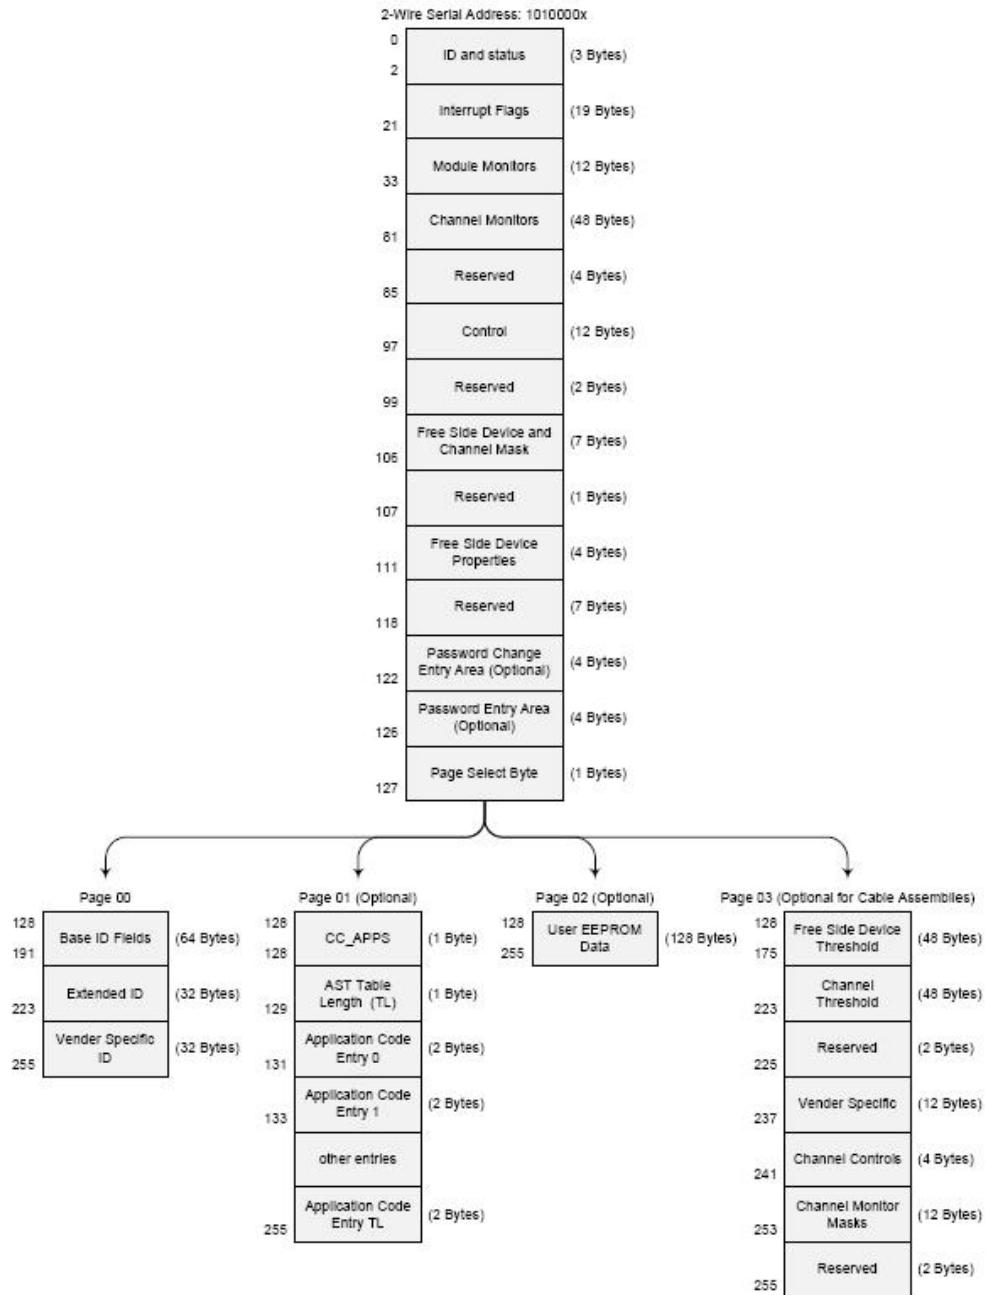 2-Wire Serial Address: 1010000x
0
ID and status
(3 Bytes)
2
Interrupt Flags
(19 Bytes)
21
Module Monitors
(12 Bytes)
33
Channel Monitors
(48 Bytes)
81
Reserved
(4 Bytes)
85
Control
(12 Bytes)
97
Reserved
(2 Bytes)
99
Free Side Device and
Channel Mask
(7 Bytes)
106
Reserved
(1 Bytes)
107
Free Side Device
Properties
(4 Bytes)
111
Reserved
(7 Bytes)
118
Password Change
Entry Area (Optional)
(4 Bytes)
122
Password Entry Area
(Optional)
(4 Bytes)
126
Page Select Byte
(1 Bytes)
127
Page 00
128
Base ID Fields
(64 Bytes)
191
Extended ID
(32 Bytes)
223
Vender Specific
ID
(32 Bytes)
255
Page 01 (Optional)
128
CC_APPS
(1 Byte)
128
AST Table
Length (TL)
(1 Byte)
129
Application Code
Entry 0
(2 Bytes)
131
Application Code
Entry 1
(2 Bytes)
133
other entries
Application Code
Entry TL
(2 Bytes)
255
Page 02 (Optional)
128
User EEPROM
Data
(128 Bytes)
255
Page 03 (Optional for Cable Assemblies)
128
Free Side Device
Threshold
(48 Bytes)
175
Channel
Threshold
(48 Bytes)
223
Reserved
(2 Bytes)
225
Vender Specific
(12 Bytes)
237
Channel Controls
(4 Bytes)
241
Channel Monitor
Masks
(12 Bytes)
253
Reserved
(2 Bytes)
255